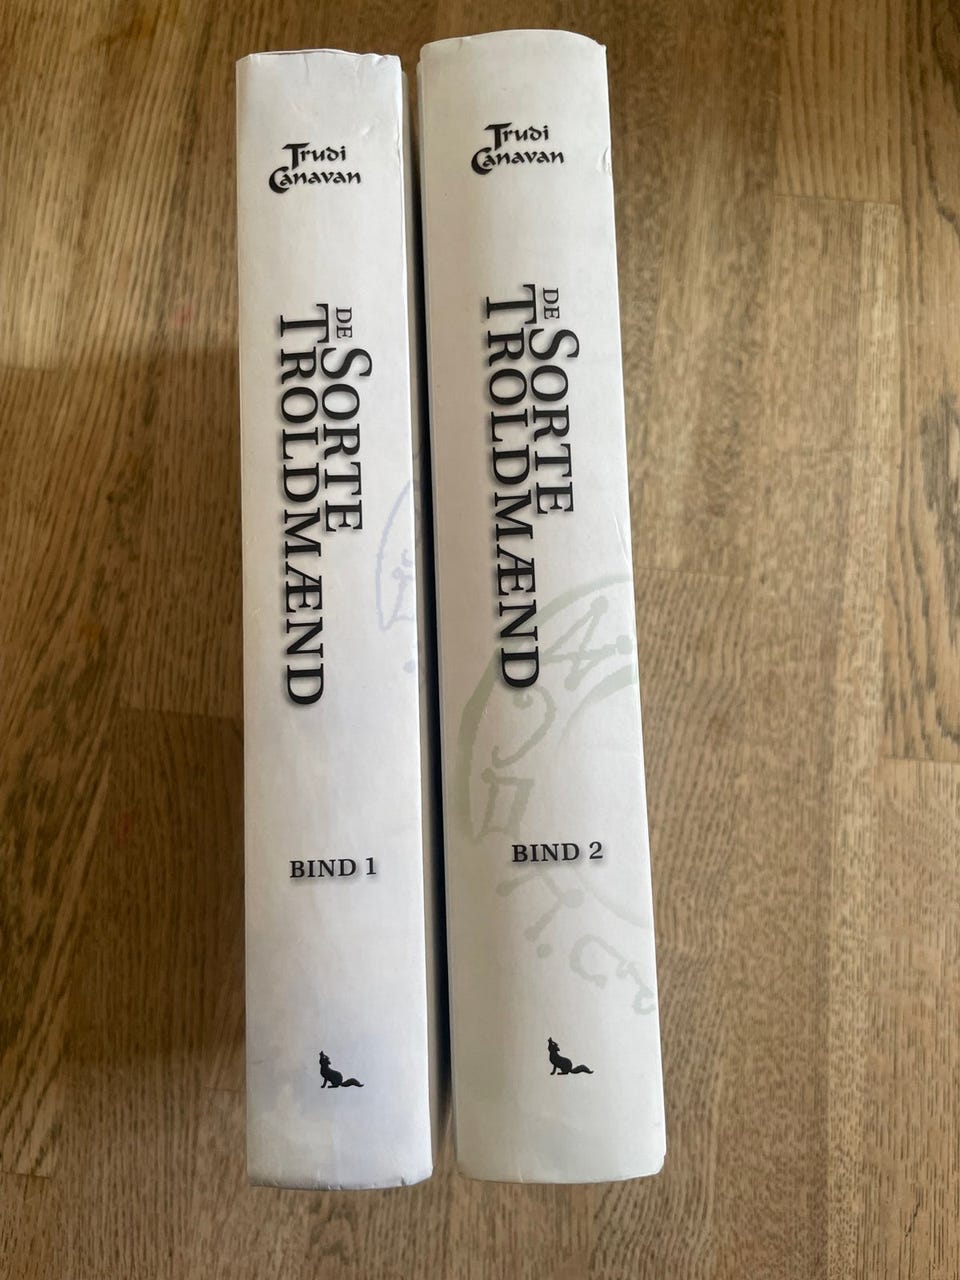 Trudi
Canavan
DE SORTE
TROLDMÆND
BIND 1
Trudi
Canavan
DE SORTE
TROLDMÆND
BIND 2